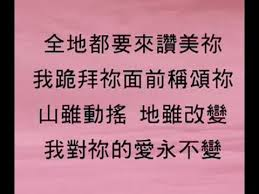 全地都要來讚美祢
我跪拜祢面前稱頌祢
山雖動搖 地雖改變
我對祢的愛永不變